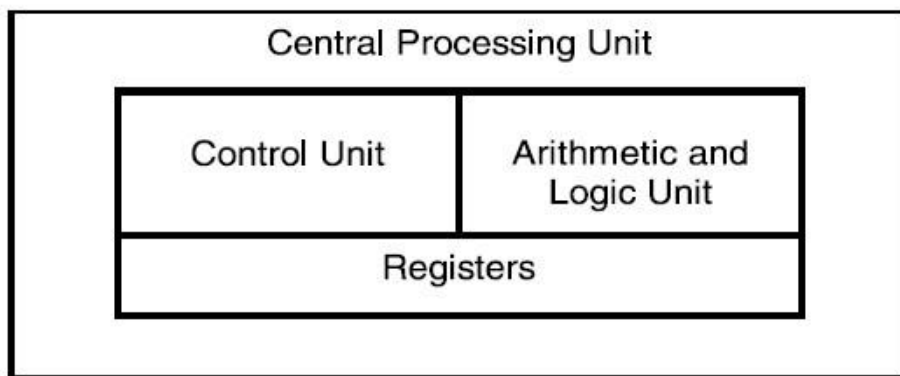 Central Processing Unit
Control Unit
Arithmetic and
Logic Unit
Registers